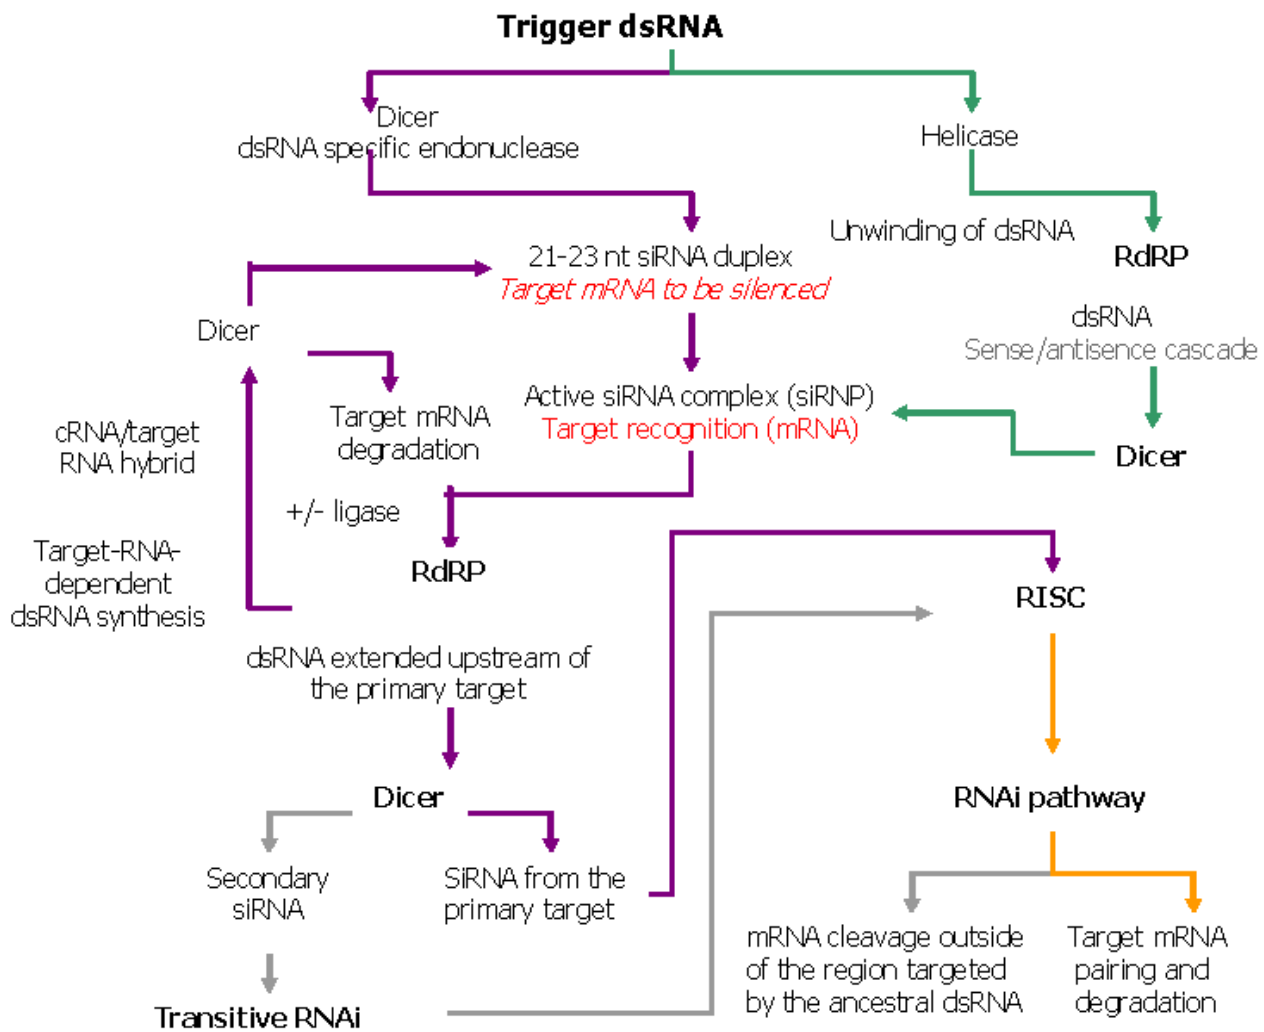 Trigger dsRNA
Dicer
dsRNA specific endonuclease
Helicase
Unwinding of dsRNA
RdRP
21-23 nt siRNA duplex
Target mRNA to be silenced
dsRNA
Sense/antisence cascade
Dicer
Target mRNA
degradation
Active siRNA complex (siRNP)
Target recognition (mRNA)
Dicer
cRNA/target
RNA hybrid
+/- ligase
RdRP
Target-RNA-
dependent
dsRNA synthesis
RISC
dsRNA extended upstream of
the primary target
Dicer
RNAi pathway
Secondary
siRNA
SiRNA from the
primary target
mRNA cleavage outside
of the region targeted
by the ancestral dsRNA
Target mRNA
pairing and
degradation
Transitive RNAi